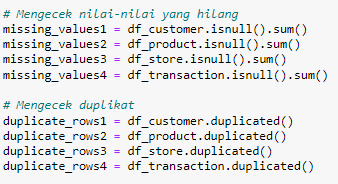 # Mengecek nilai-nilai yang hilang
missing_values1 = df_customer.isnull().sum()
missing_values2 = df_product.isnull().sum()
missing_values3 = df_store.isnull().sum()
missing_values4 = df_transaction.isnull().sum()
# Mengecek duplikat
duplicate_rows1 = df_customer.duplicated()
duplicate_rows2 = df_product.duplicated()
duplicate_rows3 = df_store.duplicated()
duplicate_rows4 = df_transaction.duplicated()